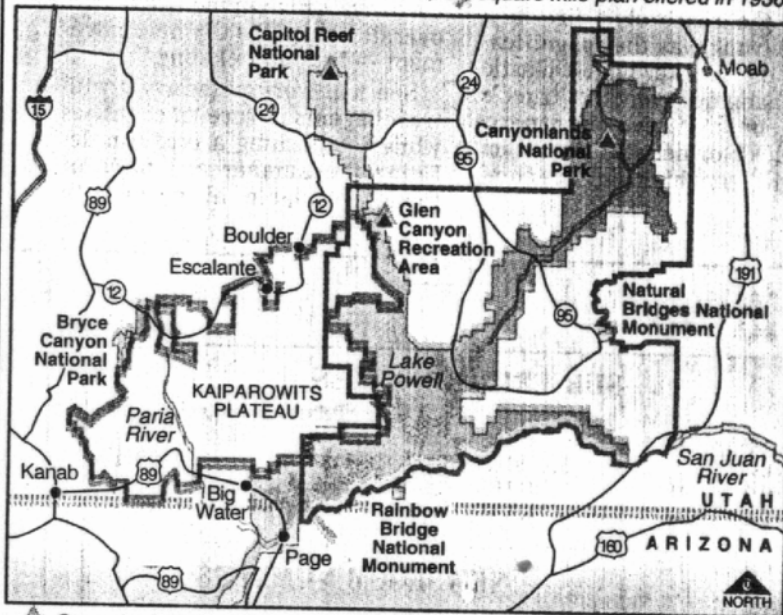 square mile plan offered in 1936
Capitol Reef
National
Park
15
24
24
Moab
Canyonlands
National
Park
95
89
12
Glen
Canyon
Recreation
Area
Boulder
Escalante
191
12
95
Natural
Bridges National
Monument
Bryce
Canyon
National
Park
Lake
Powell
KAIPAROWITS
PLATEAU
Paria
River
Kanab
89
Big
Water
San Juan
River
UTAH
Rainbow
Bridge
National
Monument
Page
160
ARIZONA
89
NORTH